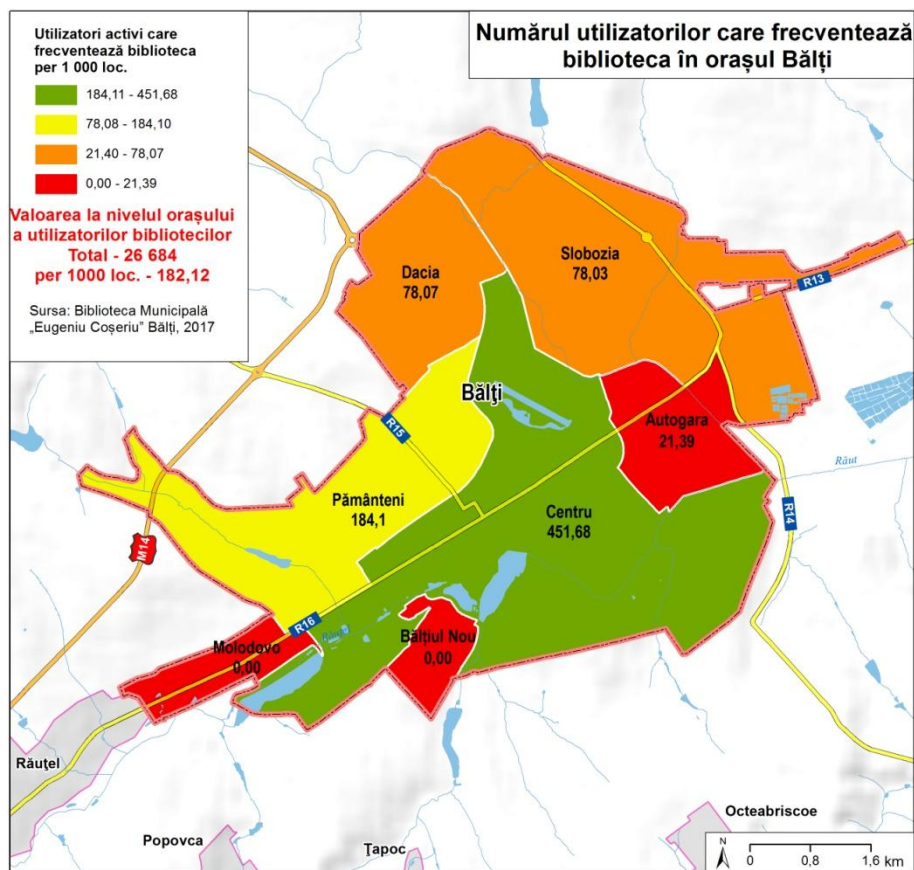 Numărul utilizatorilor care frecventează
biblioteca în orașul Bălți
Utilizatori activi care
frecventează biblioteca
per 1 000 loc.
184,11 - 451,68
78,08 - 184,10
21,40 - 78,07
0,00 - 21,39
Valoarea la nivelul orașului
a utilizatorilor bibliotecilor
Total - 26 684
per 1000 loc. - 182,12
Sursa: Biblioteca Municipală
„Eugeniu Coșeriu” Bălți, 2017
Slobozia
78,03
Dacia
78,07
R13
Bălţi
Autogara
21,39
R15
Răut
Pământeni
184,1
Centru
451,68
R14
M14
R16
Răuţel
Molodovo
0,00
Bălțiul Nou
0,00
Răuţel
Octeabriscoe
Popovca
Ţapoc
N
0 0,8 1,6 km